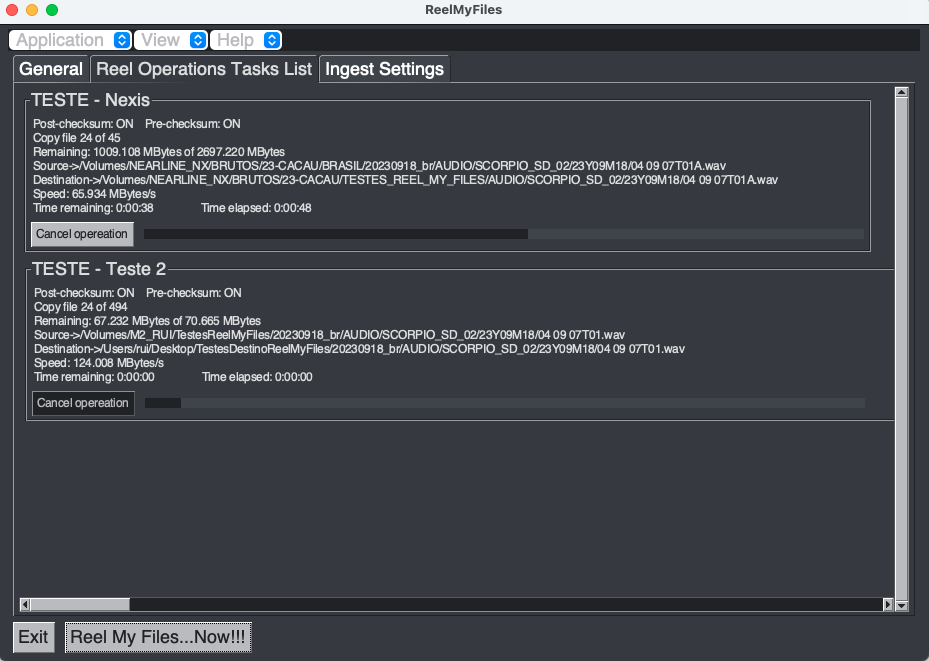 ReelMyFiles
Application View Help
General Reel Operations Tasks List Ingest Settings
TESTE - Nexis
Post-checksum: ON Pre-checksum: ON
Copy file 24 of 45
Remaining: 1009.108 MBytes of 2697.220 MBytes
Source->/Volumes/NEARLINE_NX/BRUTOS/23-CACAU/BRASIL/20230918_br/AUDIO/SCORPIO_SD_02/23Y09M18/04 09 07T01A.wav
Destination->/Volumes/NEARLINE_NX/BRUTOS/23-CACAU/TESTES_REEL_MY_FILES/AUDIO/SCORPIO_SD_02/23Y09M18/04 09 07T01A.wav
Speed: 65.934 MBytes/s
Time remaining: 0:00:38 Time elapsed: 0:00:48
Cancel opereation
TESTE - Teste 2
Post-checksum: ON Pre-checksum: ON
Copy file 24 of 494
Remaining: 67.232 MBytes of 70.665 MBytes
Source->/Volumes/M2_RUI/TestesReelMyFiles/20230918_br/AUDIO/SCORPIO_SD_02/23Y09M18/04 09 07T01.wav
Destination->/Users/rui/Desktop/TestesDestinoReelMyFiles/20230918_br/AUDIO/SCORPIO_SD_02/23Y09M18/04 09 07T01.wav
Speed: 124.008 MBytes/s
Time remaining: 0:00:00 Time elapsed: 0:00:00
Cancel opereation
Exit Reel My Files...Now!!!